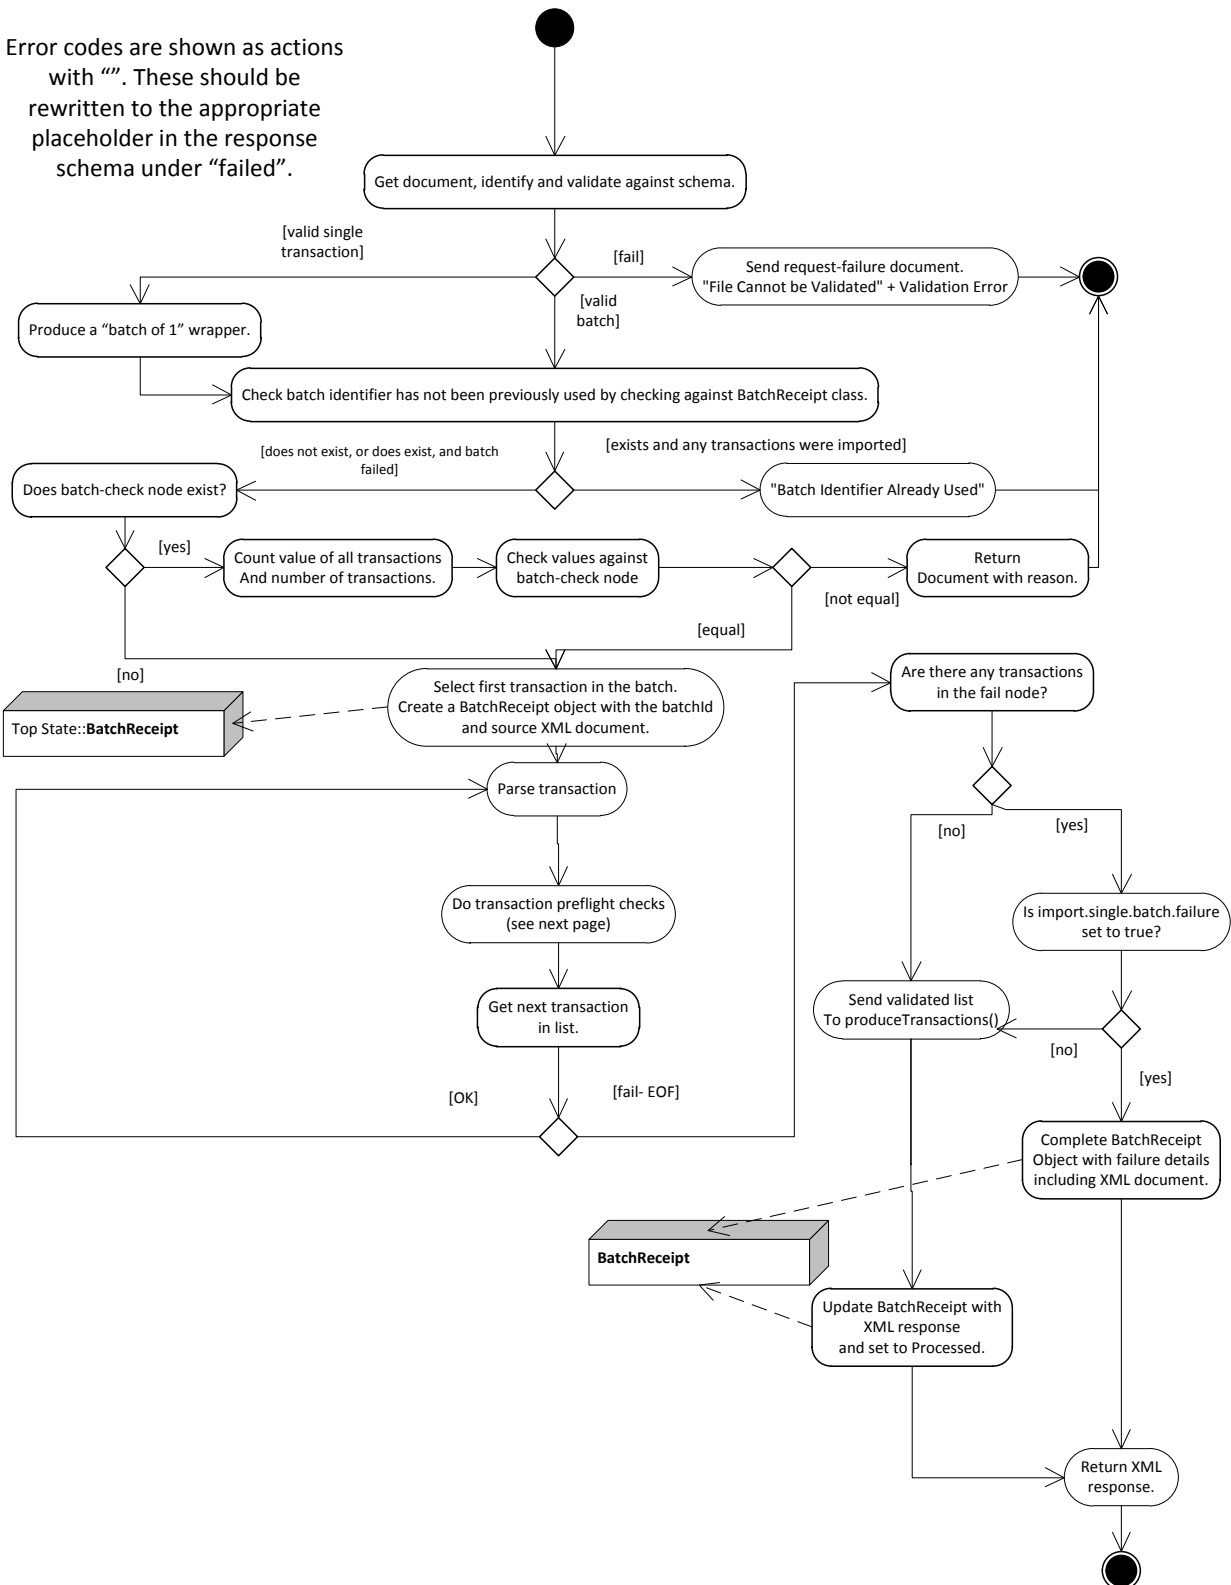 Error codes are shown as actions
with “”. These should be
rewritten to the appropriate
placeholder in the response
schema under “failed”.
Get document, identify and validate against schema.
[valid single
transaction]
[fail]
Send request-failure document.
"File Cannot be Validated" + Validation Error
[valid
batch]
Produce a “batch of 1” wrapper.
Check batch identifier has not been previously used by checking against BatchReceipt class.
[does not exist, or does exist, and batch
failed]
[exists and any transactions were imported]
Does batch-check node exist?
"Batch Identifier Already Used"
[yes]
Count value of all transactions
And number of transactions.
Check values against
batch-check node
Return
Document with reason.
[not equal]
[equal]
[no]
Select first transaction in the batch.
Create a BatchReceipt object with the batchId
and source XML document.
Are there any transactions
in the fail node?
Top State::BatchReceipt
Parse transaction
[no]
[yes]
Do transaction preflight checks
(see next page)
Is import.single.batch.failure
set to true?
Get next transaction
in list.
Send validated list
To produceTransactions()
[no]
[yes]
[OK]
[fail- EOF]
Complete BatchReceipt
Object with failure details
including XML document.
BatchReceipt
Update BatchReceipt with
XML response
and set to Processed.
Return XML
response.